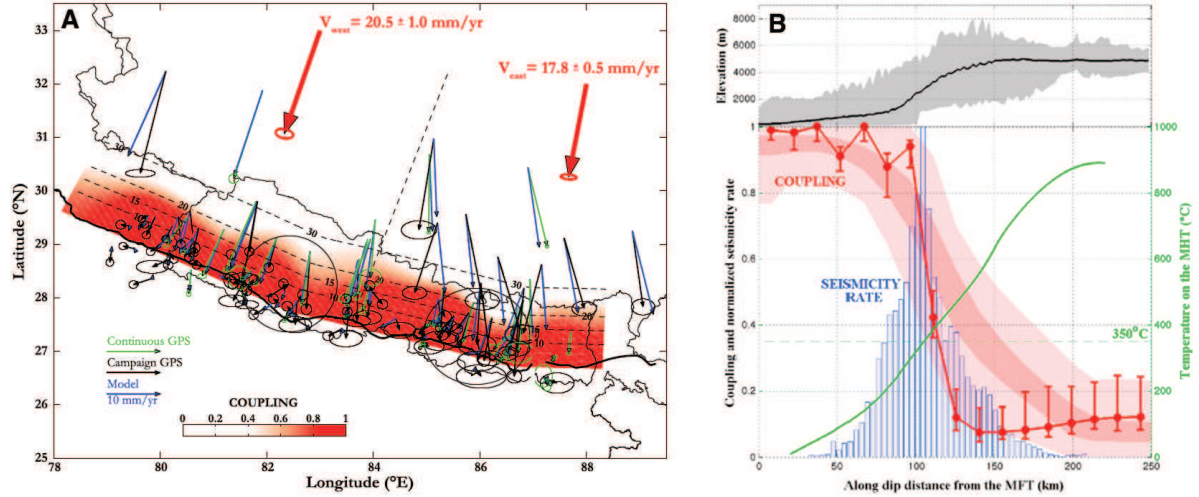 A
V west = 20.5 ± 1.0 mm/yr
V east = 17.8 ± 0.5 mm/yr
33
32
31
30
29
28
27
26
25
Latitude (°N)
30
20
15
10
30
15
30
20
15
10
Continuous GPS
Campaign GPS
Model
10 mm/yr
COUPLING
0 0.2 0.4 0.6 0.8 1
78 80 82 84 86 88
Longitude (°E)
B
8000
6000
4000
2000
Elevation (m)
1
0.8
0.6
0.4
0.2
0
Coupling and normalized seismicity rate
COUPLING
SEISMICITY
RATE
350°C
1000
800
600
400
200
0
Temperature on the MHT (°C)
0 50 100 150 200 250
Along dip distance from the MFT (km)